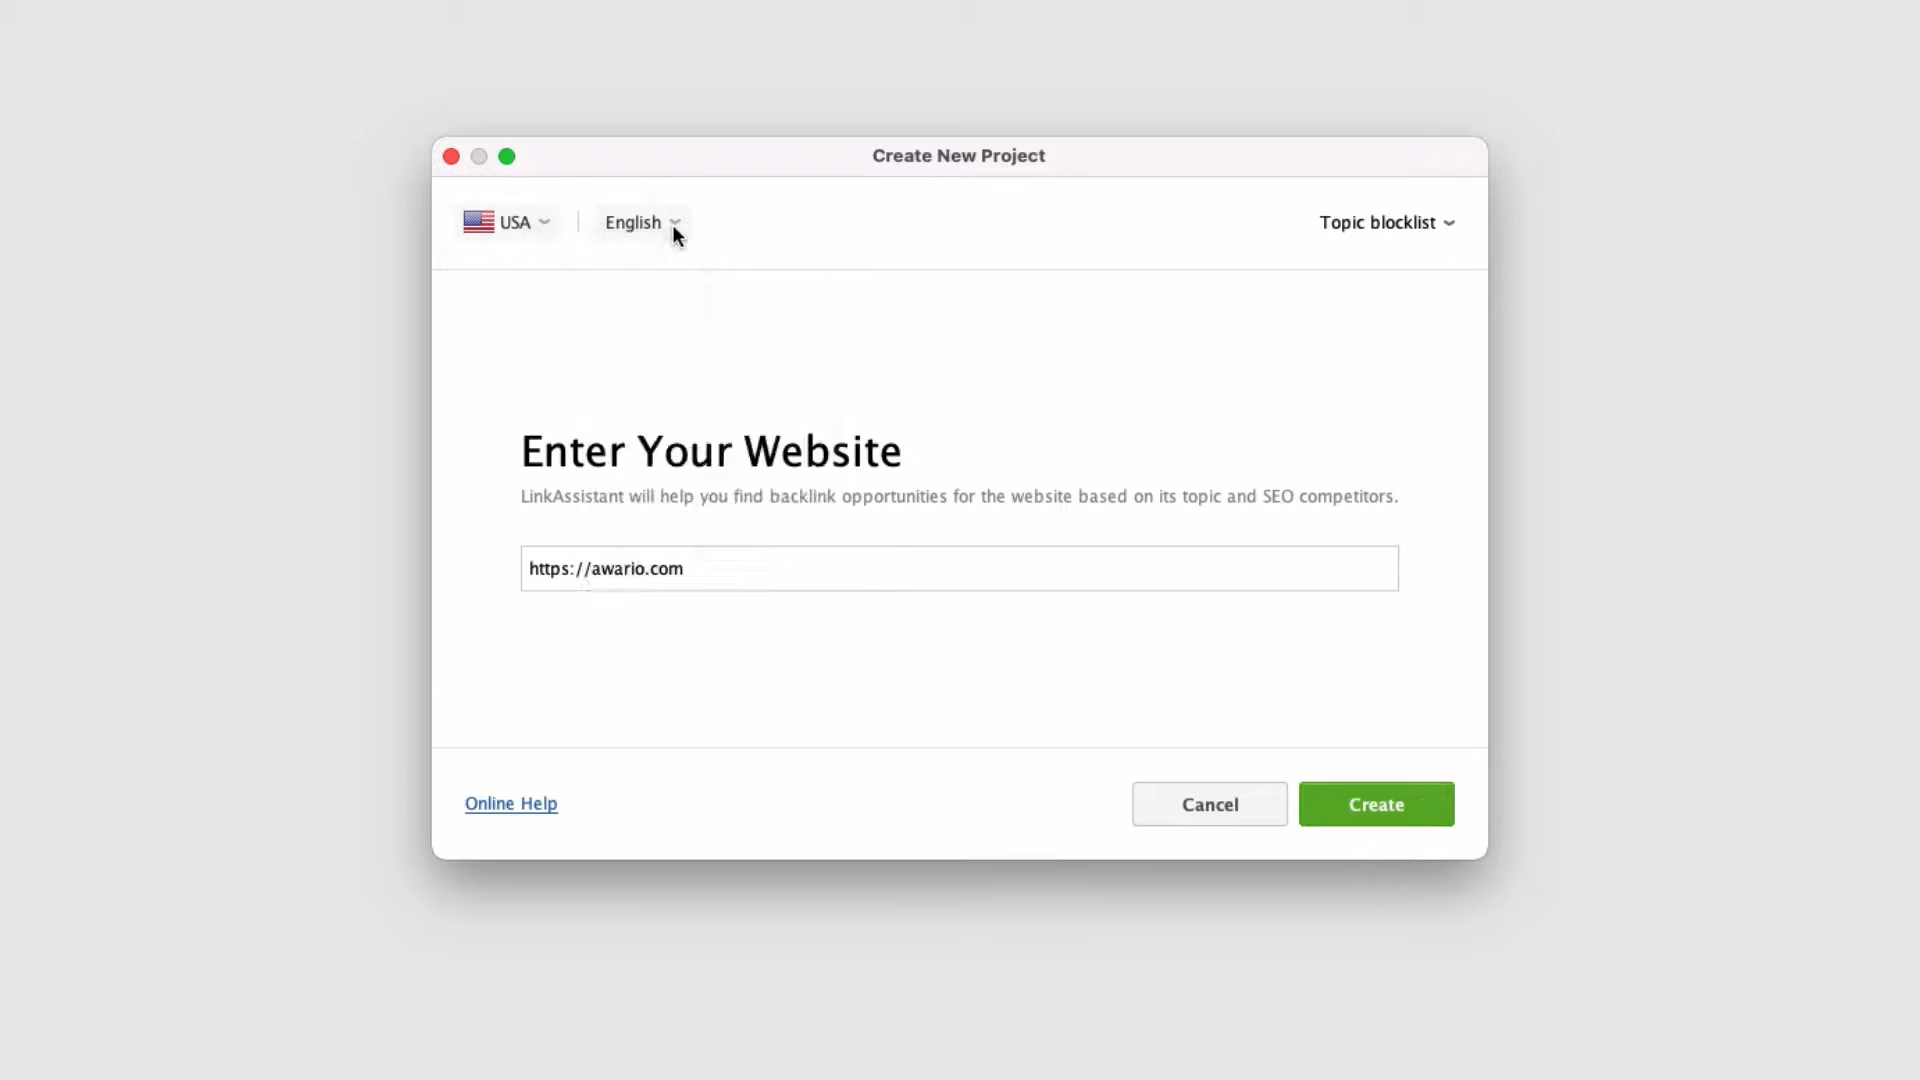 Create New Project
USA English Topic blocklist
Enter Your Website
LinkAssistant will help you find backlink opportunities for the website based on its topic and SEO competitors.
https://awario.com
Online Help Cancel Create